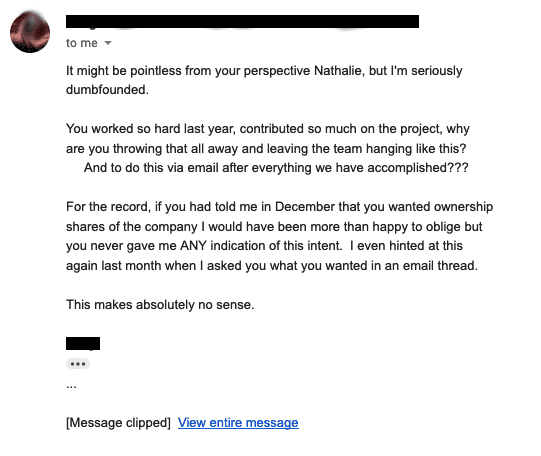 to me
It might be pointless from your perspective Nathalie, but I'm seriously
dumbfounded.
You worked so hard last year, contributed so much on the project, why
are you throwing that all away and leaving the team hanging like this?
And to do this via email after everything we have accomplished???
For the record, if you had told me in December that you wanted ownership
shares of the company I would have been more than happy to oblige but
you never gave me ANY indication of this intent.  I even hinted at this
again last month when I asked you what you wanted in an email thread.
This makes absolutely no sense.
...
[Message clipped]  View entire message